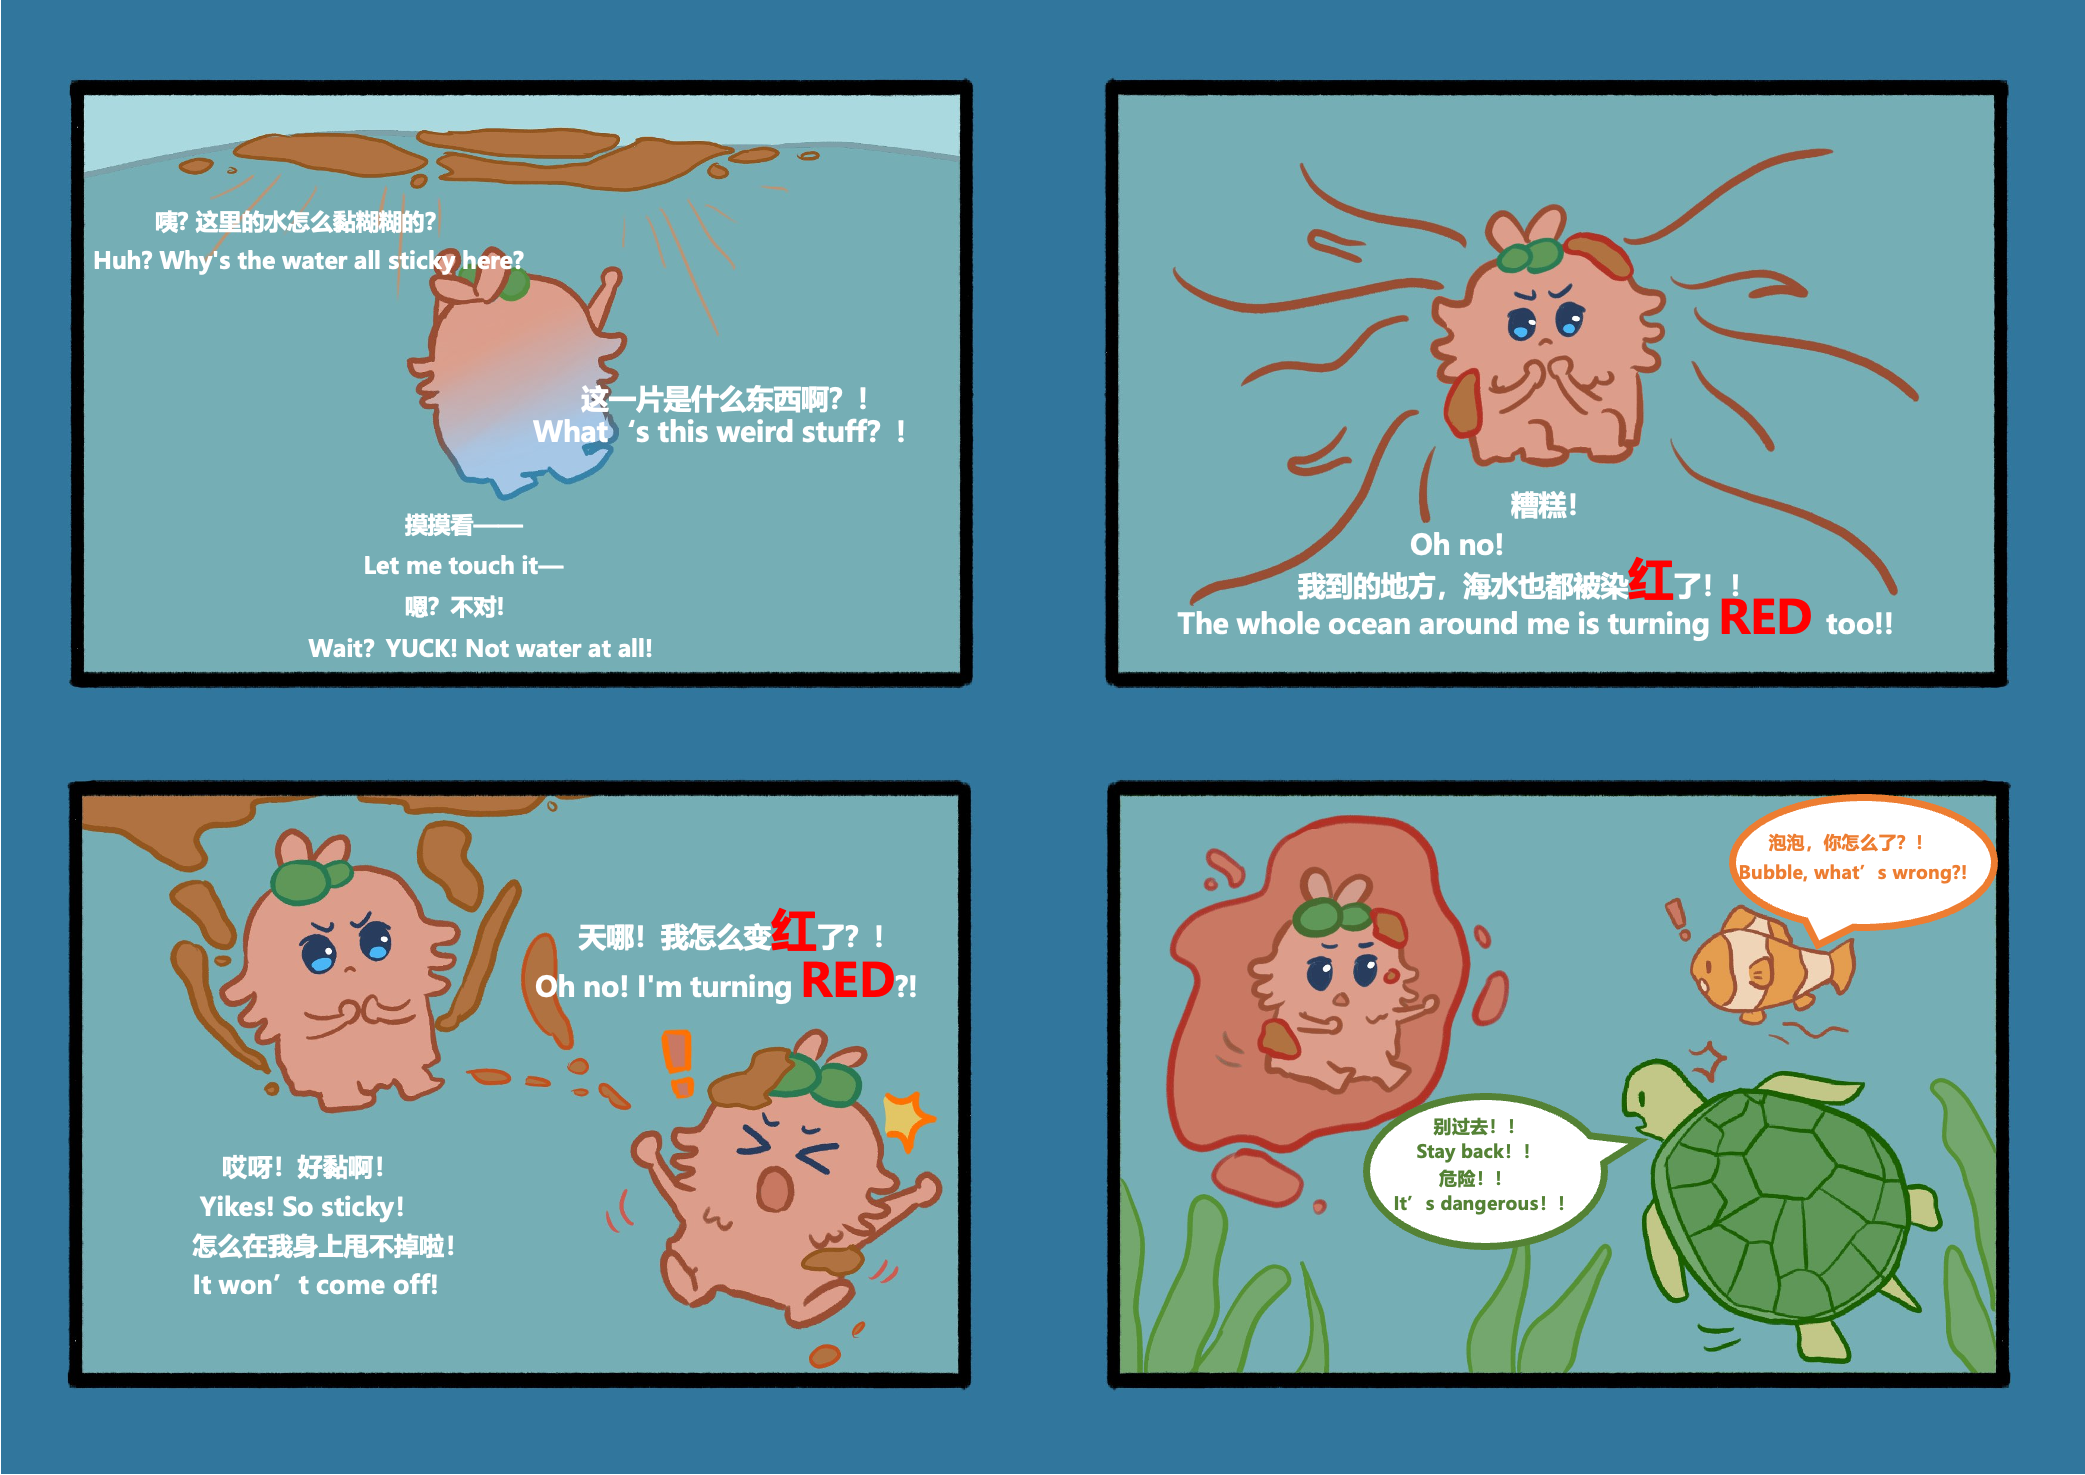 咦？这里的水怎么黏糊糊的？
Huh? Why's the water all sticky here?
这一片是什么东西啊？！
What‘s this weird stuff？！
摸摸看——
Let me touch it—
嗯？不对！
Wait？YUCK! Not water at all!
糟糕！
Oh no!
我到的地方，海水也都被染红了！！
The whole ocean around me is turning RED too!!
天哪！我怎么变红了？！
Oh no! I'm turning RED?!
哎呀！好黏啊！
Yikes! So sticky!
怎么在我身上甩不掉啦！
It won’t come off!
泡泡，你怎么了？！
Bubble, what’s wrong?!
别过去！！
Stay back！！
危险！！
It’s dangerous！！